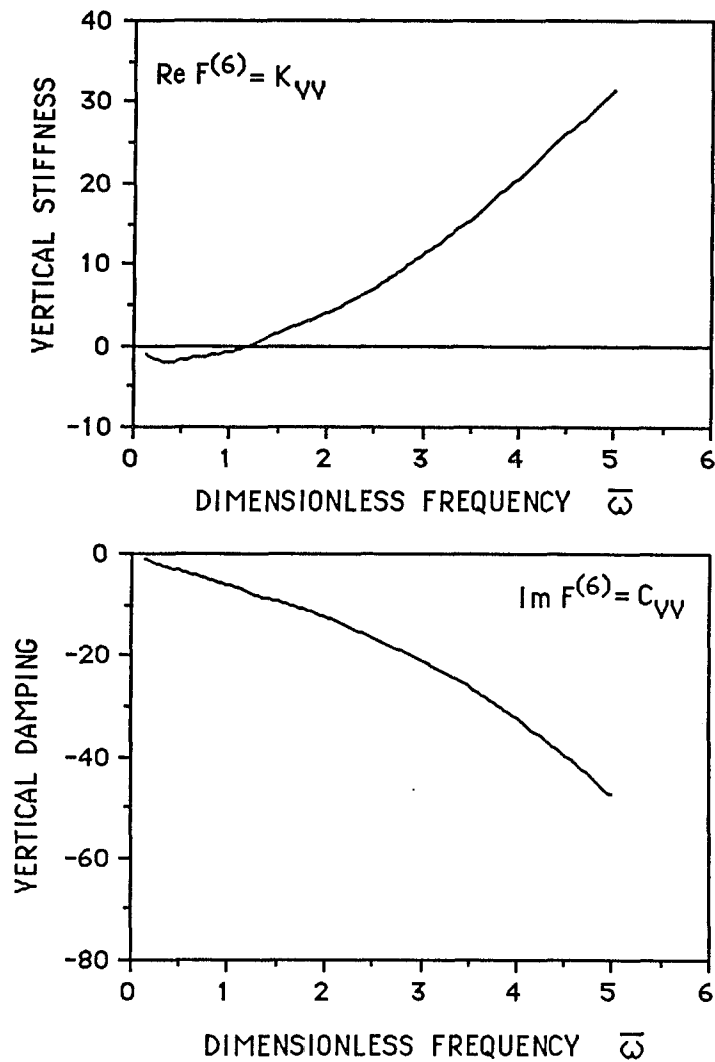 40
Re F(6) = KVV
30
20
10
0
-10
VERTICAL STIFFNESS
0 1 2 3 4 5 6
DIMENSIONLESS FREQUENCY ω̅
0
Im F(6) = CVV
-20
-40
-60
-80
VERTICAL DAMPING
0 1 2 3 4 5 6
DIMENSIONLESS FREQUENCY ω̅